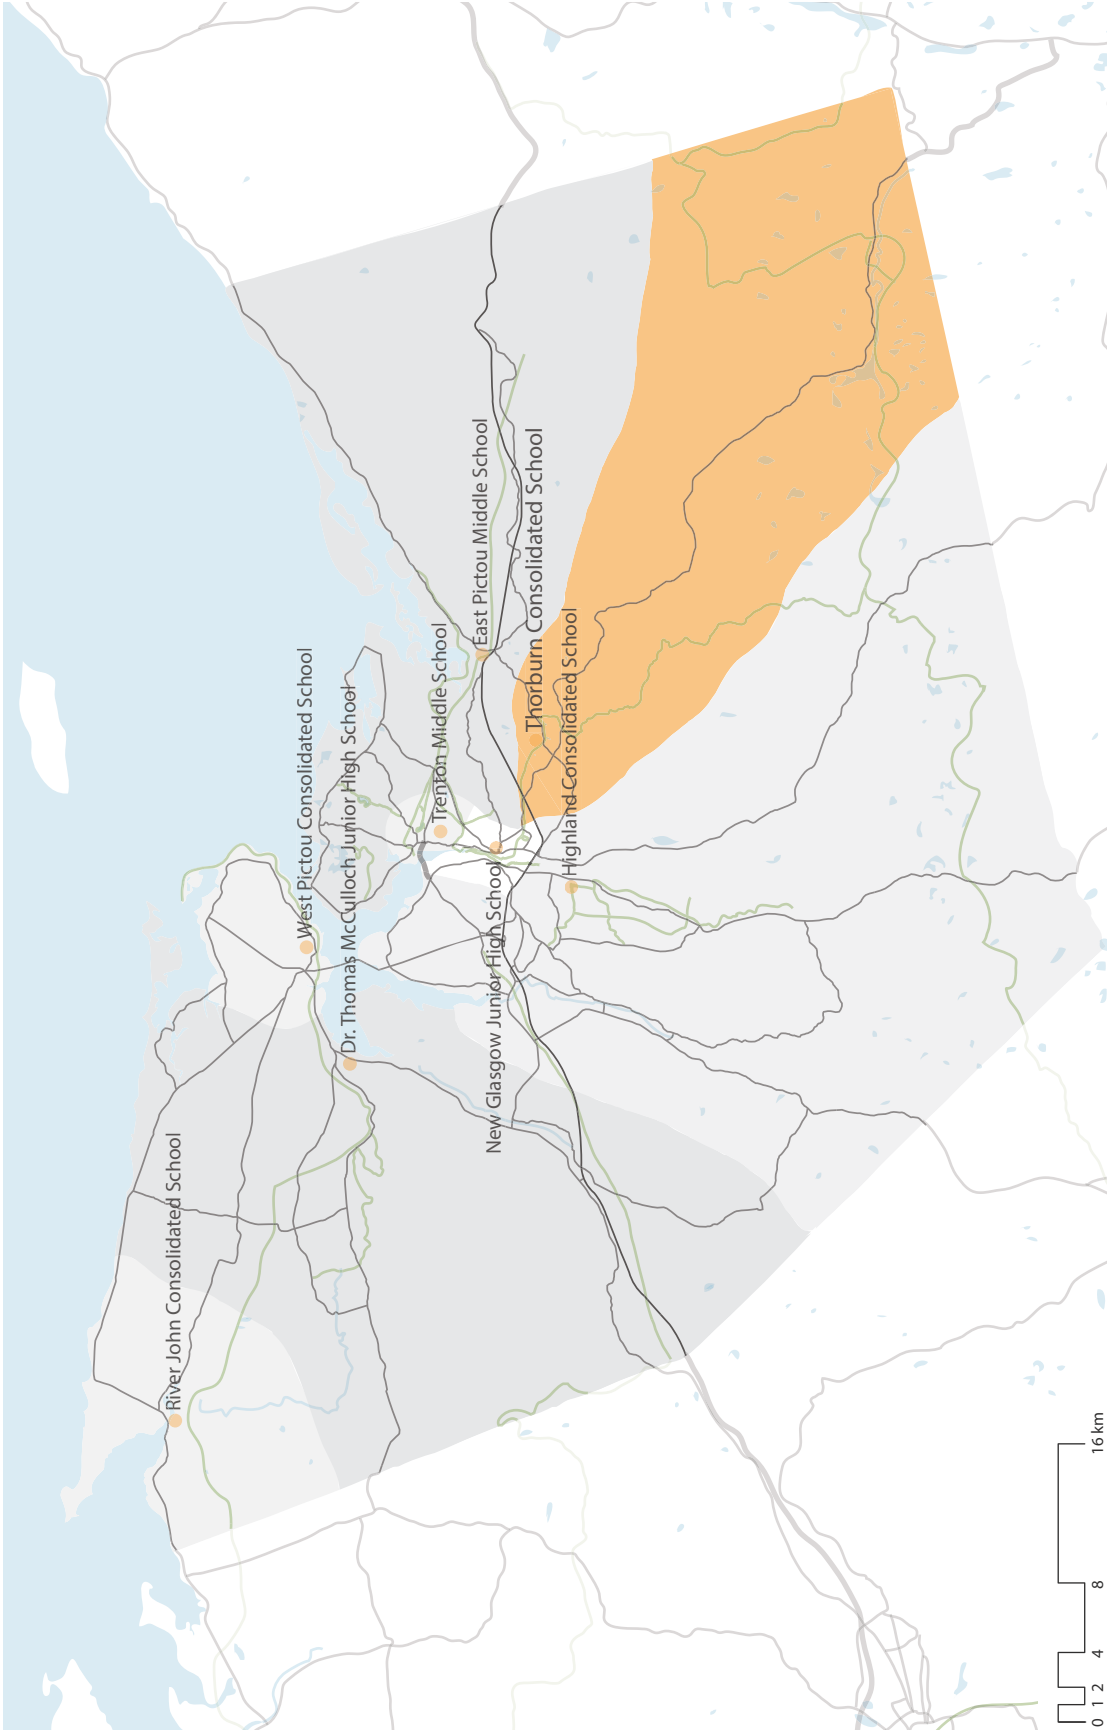 River John Consolidated School
West Pictou Consolidated School
Dr. Thomas McCulloch Junior High School
Trenton Middle School
East Pictou Middle School
New Glasgow Junior High School
Thorburn Consolidated School
Highland Consolidated School
0 1 2 4 8 16 km